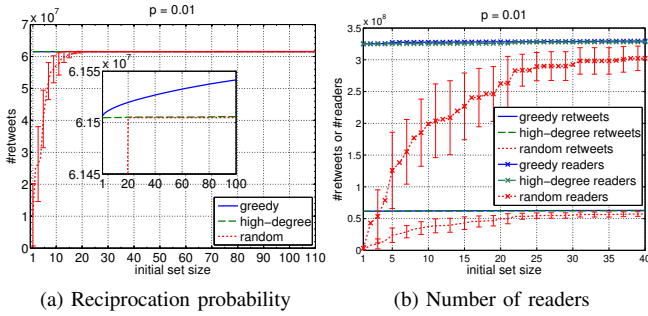 p = 0.01
x 10^7
7
6
5
4
3
2
1
0
#retweets
6.155 x 10^7
6.15
6.145
1 20 40 60 80 100
greedy
high-degree
random
1 10 20 30 40 50 60 70 80 90 100 110
initial set size
(a) Reciprocation probability
p = 0.01
x 10^8
3.5
3
2.5
2
1.5
1
0.5
0
#retweets or #readers
greedy retweets
high-degree retweets
random retweets
greedy readers
high-degree readers
random readers
1 5 10 15 20 25 30 35 40
initial set size
(b) Number of readers